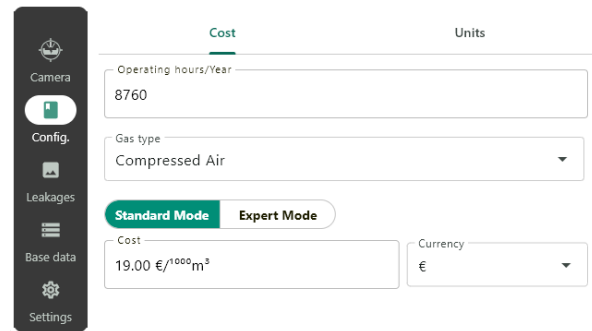 Cost
Units
Camera
Config.
Leakages
Base data
Settings
Operating hours/Year
8760
Gas type
Compressed Air
Standard Mode
Expert Mode
Cost
19.00 €/¹⁰⁰⁰m³
Currency
€